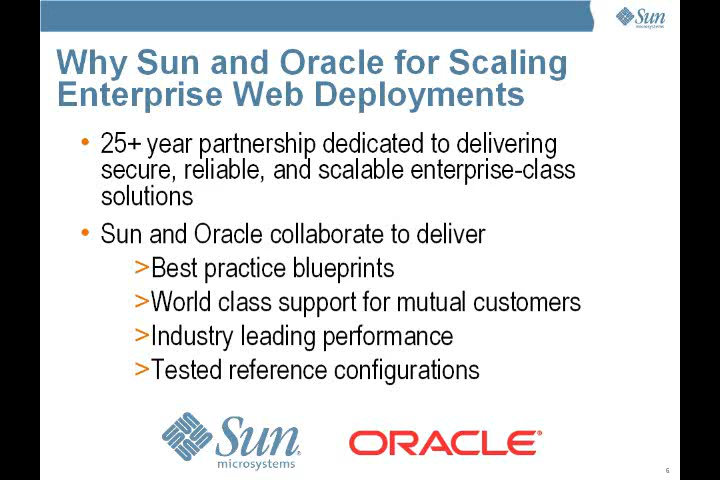 Sun
microsystems
Why Sun and Oracle for Scaling
Enterprise Web Deployments
• 25+ year partnership dedicated to delivering
secure, reliable, and scalable enterprise-class
solutions
• Sun and Oracle collaborate to deliver
>Best practice blueprints
>World class support for mutual customers
>Industry leading performance
>Tested reference configurations
Sun
microsystems
ORACLE®
6